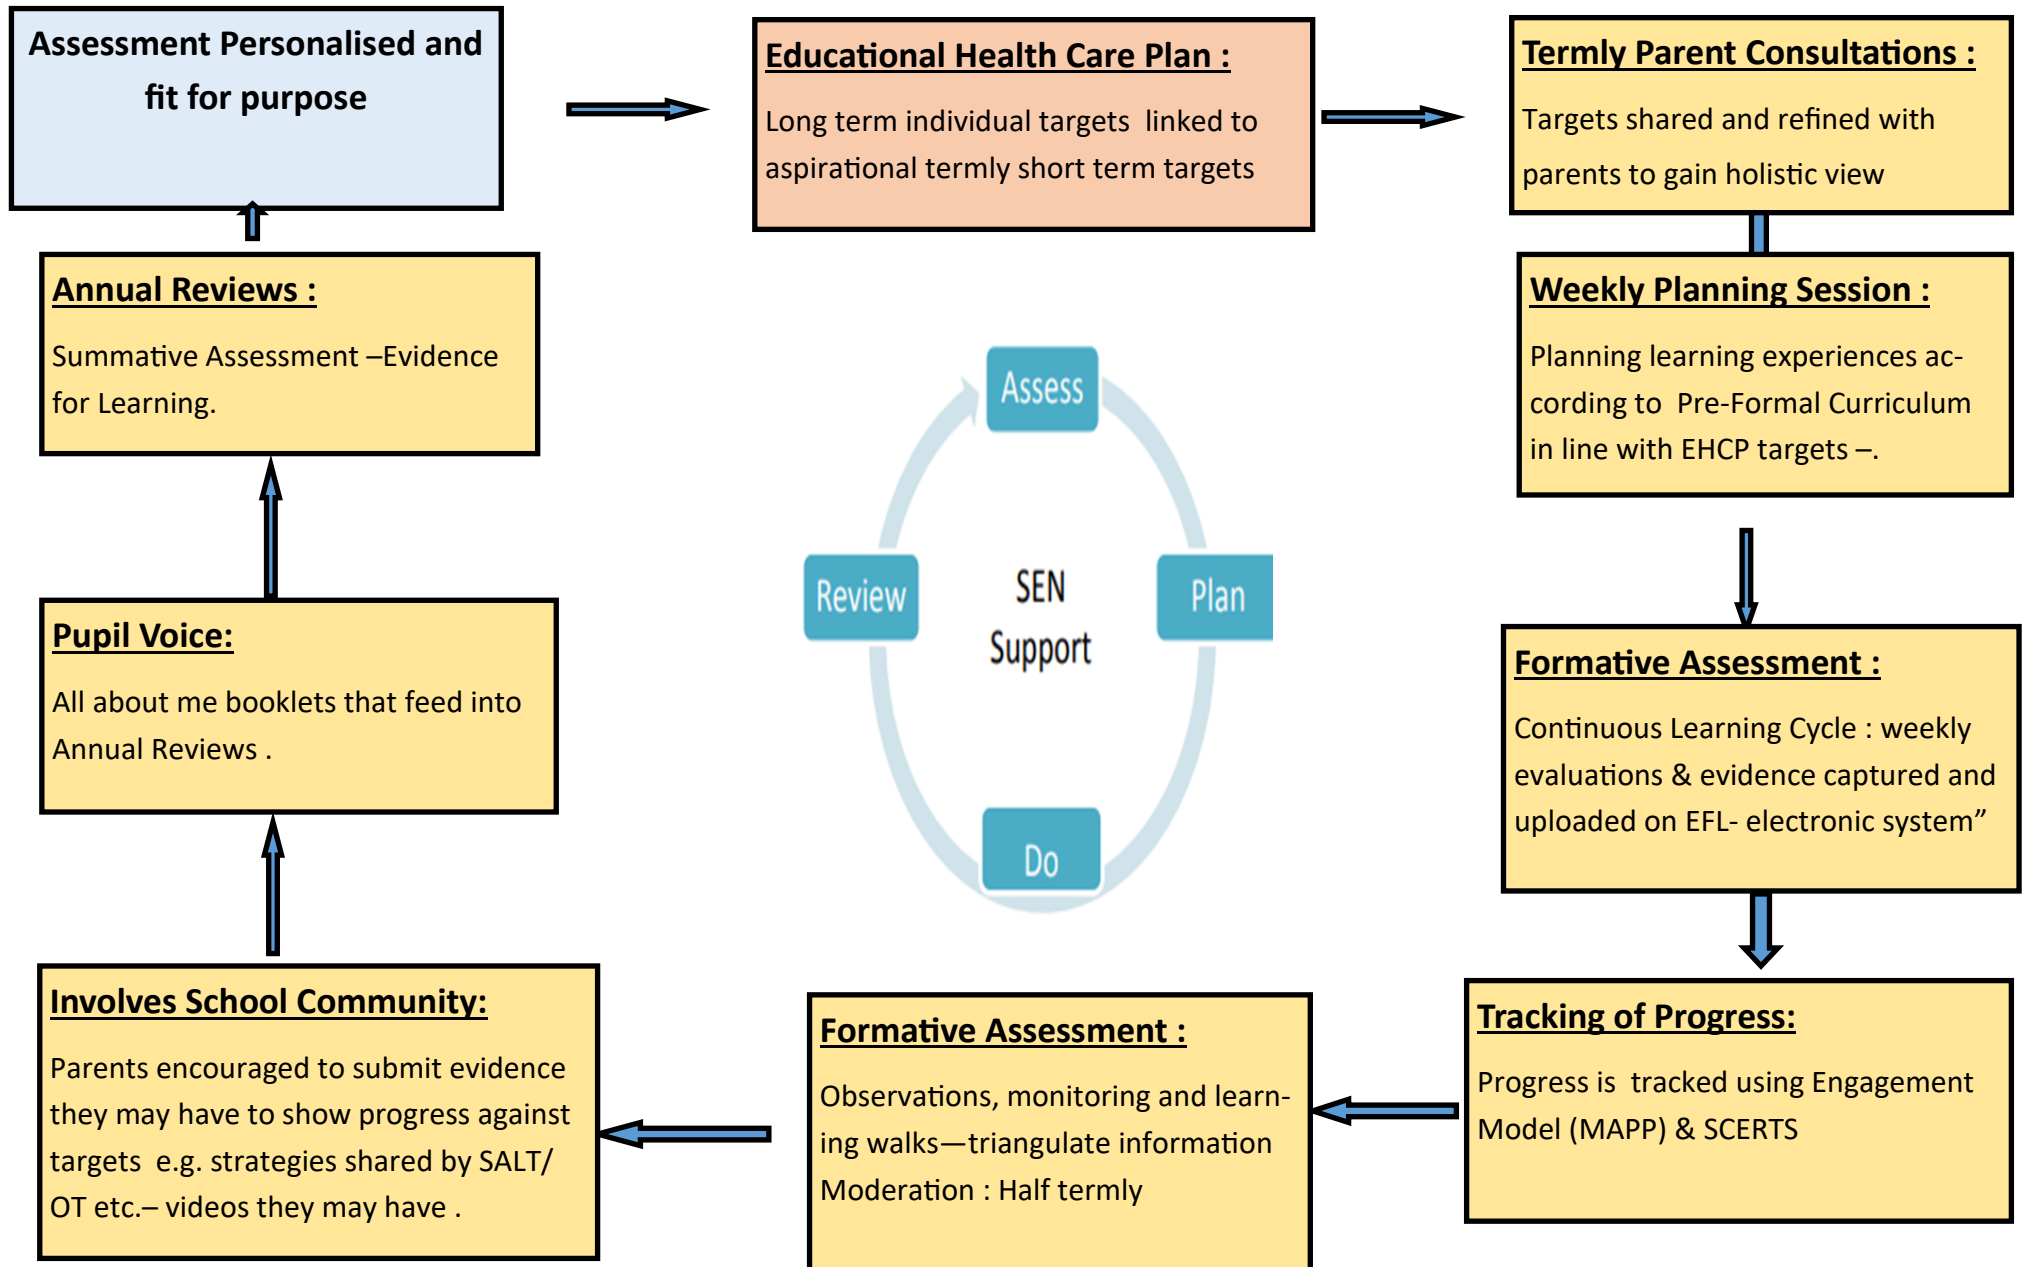 Assessment Personalised and
fit for purpose
Educational Health Care Plan :
Long term individual targets linked to
aspirational termly short term targets
Termly Parent Consultations :
Targets shared and refined with
parents to gain holistic view
Weekly Planning Session :
Planning learning experiences ac-
cording to Pre-Formal Curriculum
in line with EHCP targets –.
Formative Assessment :
Continuous Learning Cycle : weekly
evaluations & evidence captured and
uploaded on EFL- electronic system”
Tracking of Progress:
Progress is tracked using Engagement
Model (MAPP) & SCERTS
Formative Assessment :
Observations, monitoring and learn-
ing walks—triangulate information
Moderation : Half termly
Involves School Community:
Parents encouraged to submit evidence
they may have to show progress against
targets e.g. strategies shared by SALT/
OT etc.– videos they may have .
Pupil Voice:
All about me booklets that feed into
Annual Reviews .
Annual Reviews :
Summative Assessment –Evidence
for Learning.
Assess
Plan
Do
Review
SEN
Support